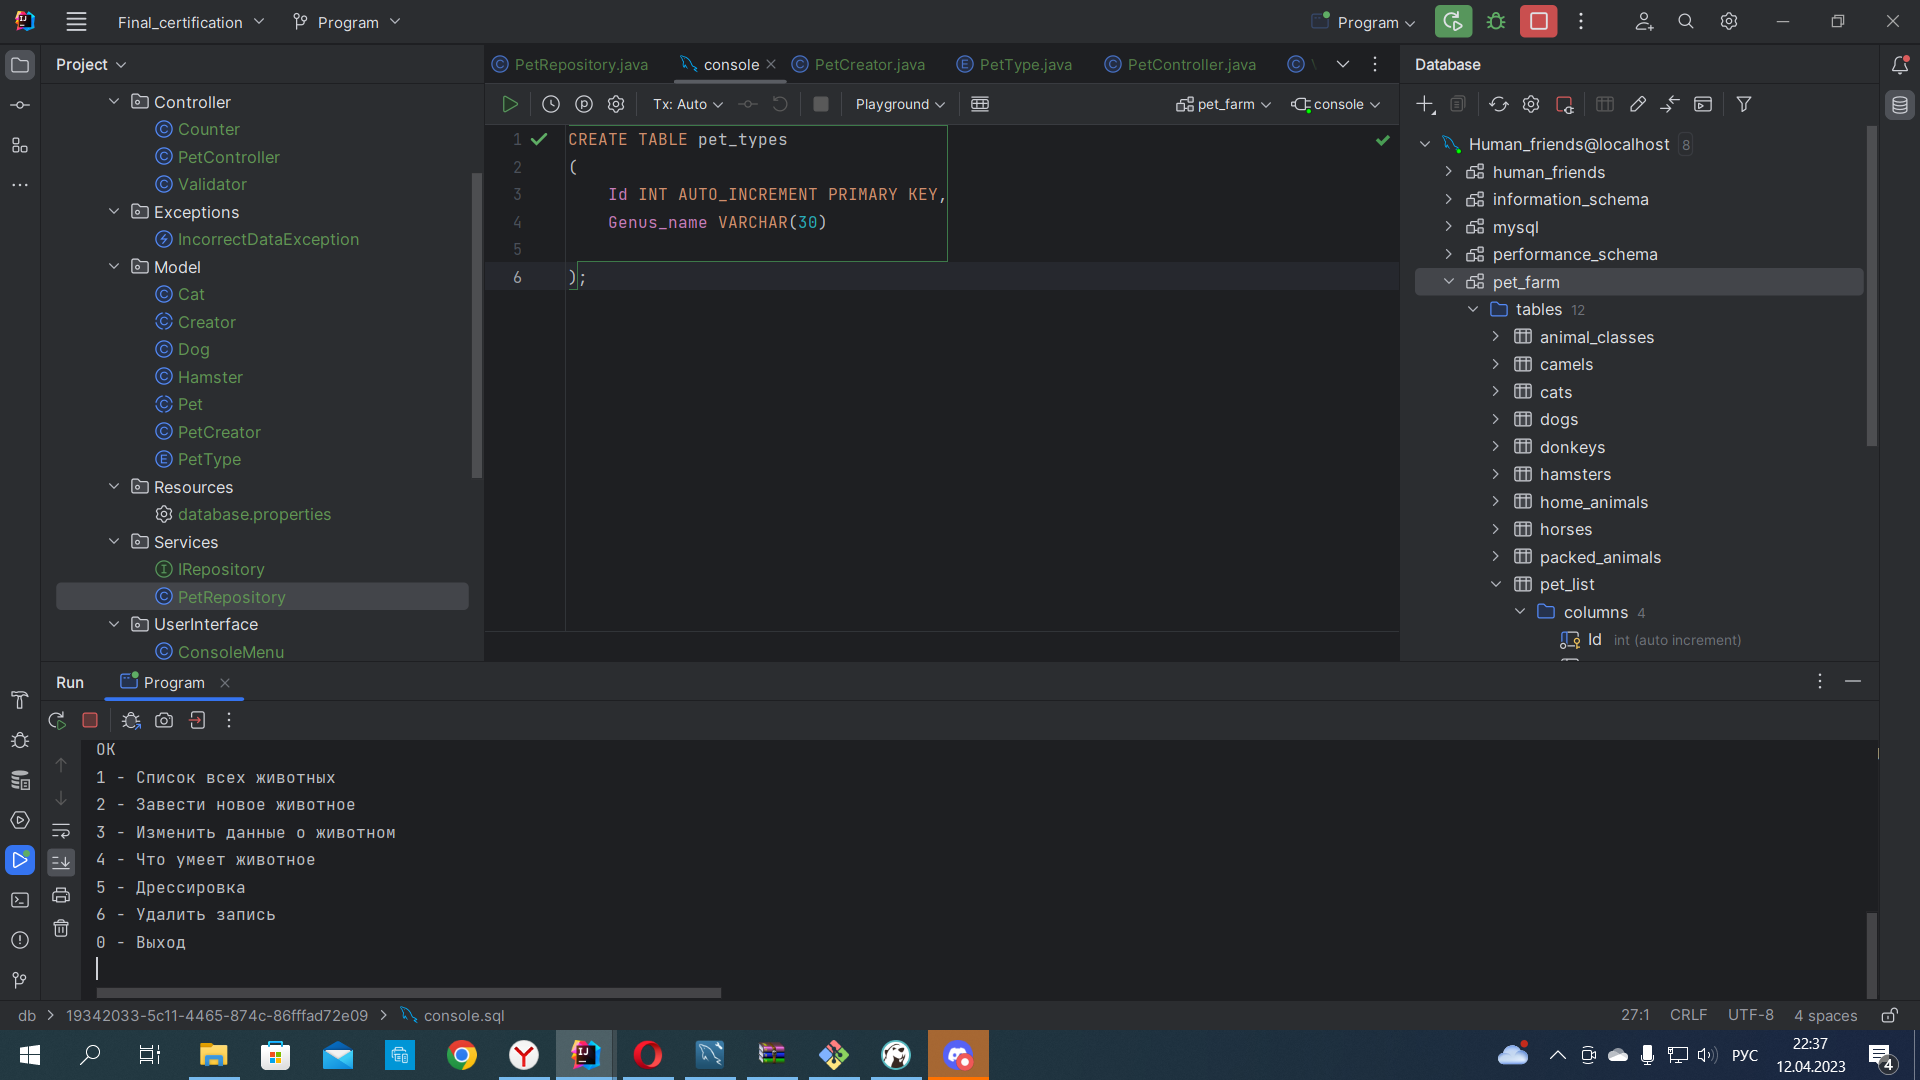 Final_certification
Program
Program
Project
PetRepository.java
console
PetCreator.java
PetType.java
PetController.java
Database
Tx: Auto
Playground
pet_farm
console
Controller
Counter
PetController
Validator
Exceptions
IncorrectDataException
Model
Cat
Creator
Dog
Hamster
Pet
PetCreator
PetType
Resources
database.properties
Services
IRepository
PetRepository
UserInterface
ConsoleMenu
1 CREATE TABLE pet_types
2 (
3 Id INT AUTO_INCREMENT PRIMARY KEY,
4 Genus_name VARCHAR(30)
5
6 );
Human_friends@localhost 8
human_friends
information_schema
mysql
performance_schema
pet_farm
tables 12
animal_classes
camels
cats
dogs
donkeys
hamsters
home_animals
horses
packed_animals
pet_list
columns 4
Id int (auto increment)
Run
Program
OK
1 - Список всех животных
2 - Завести новое животное
3 - Изменить данные о животном
4 - Что умеет животное
5 - Дрессировка
6 - Удалить запись
0 - Выход
db > 19342033-5c11-4465-874c-86fffad72e09 > console.sql
27:1 CRLF UTF-8 4 spaces
РУС
22:37
12.04.2023
4